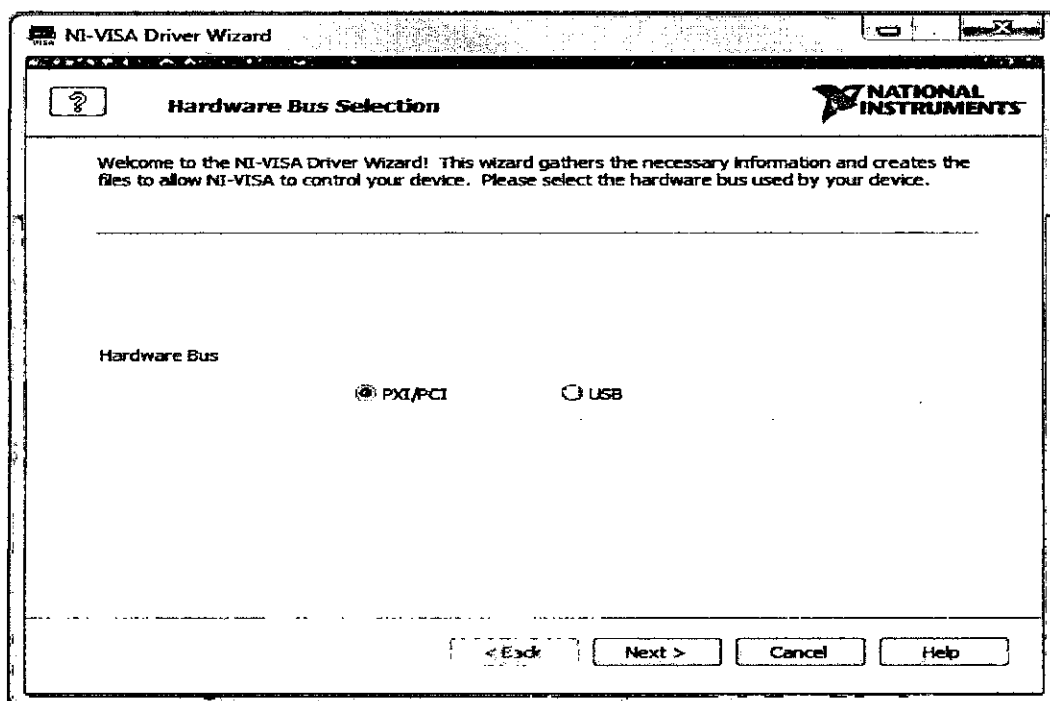 NI-VISA Driver Wizard
Hardware Bus Selection
NATIONAL
INSTRUMENTS
Welcome to the NI-VISA Driver Wizard! This wizard gathers the necessary information and creates the
files to allow NI-VISA to control your device. Please select the hardware bus used by your device.
Hardware Bus
PXI/PCI USB
< Back Next > Cancel Help